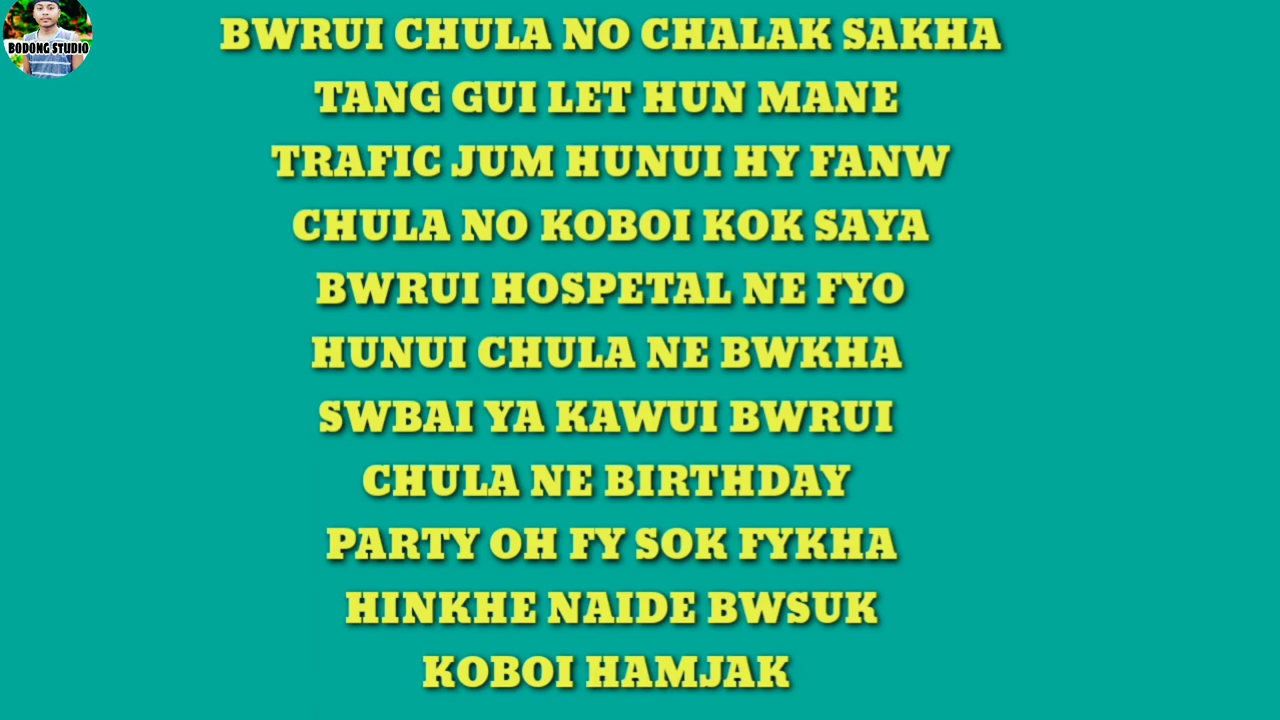 BODONG STUDIO
BWRUI CHULA NO CHALAK SAKHA
TANG GUI LET HUN MANE
TRAFIC JUM HUNUI HY FANW
CHULA NO KOBOI KOK SAYA
BWRUI HOSPETAL NE FYO
HUNUI CHULA NE BWKHA
SWBAI YA KAWUI BWRUI
CHULA NE BIRTHDAY
PARTY OH FY SOK FYKHA
HINKHE NAIDE BWSUK
KOBOI HAMJAK